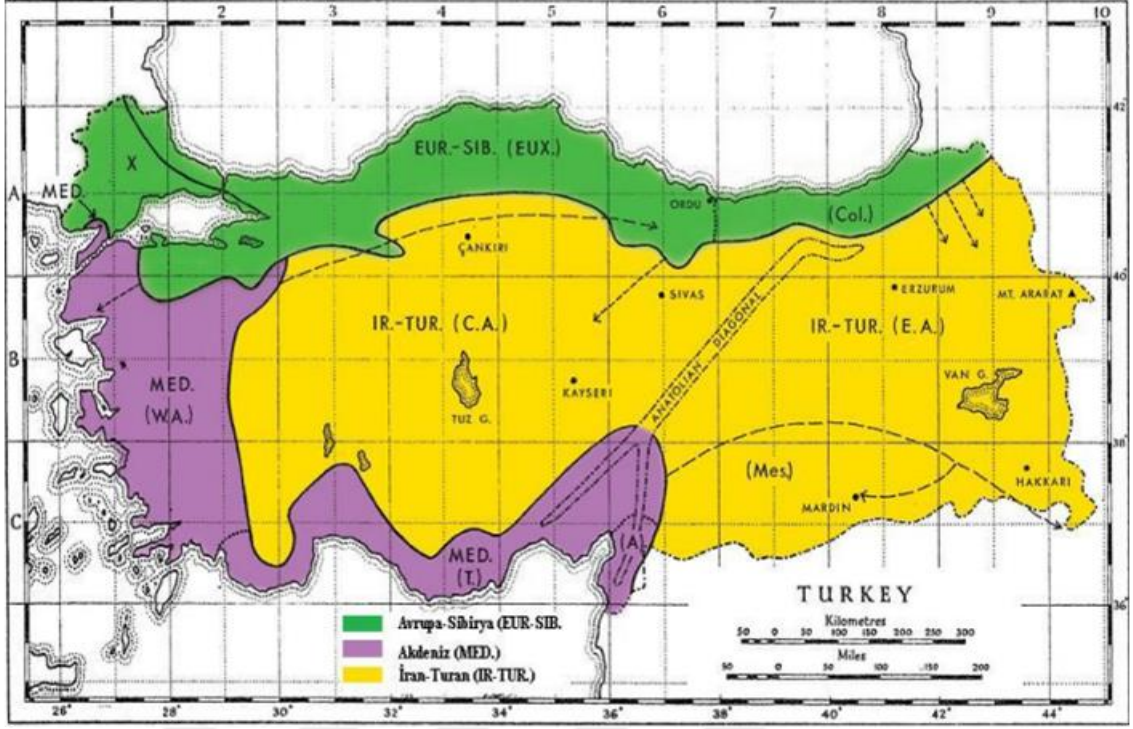 1 2 3 4 5 6 7 8 9 10
42°
EUR.-SIB. (EUX.)
X
A
MED.
ORDU
(Col.)
ÇANKIRI
40°
SIVAS
ERZURUM
MT. ARARAT
IR.-TUR. (C.A.)
IR.-TUR. (E.A.)
ANATOLIAN DIAGONAL
B
MED.
(W.A.)
KAYSERI
VAN G.
TUZ G.
38°
(Mes.)
HAKKARI
MARDIN
C
(A)
MED.
(T.)
TURKEY
36°
Kilometres
50 0 50 100 150 200 250 300
Miles
50 0 50 100 150 200
Avrupa-Sibirya (EUR-SIB.
Akdeniz (MED.)
İran-Turan (IR-TUR.)
26° 28° 30° 32° 34° 36° 38° 40° 42° 44°